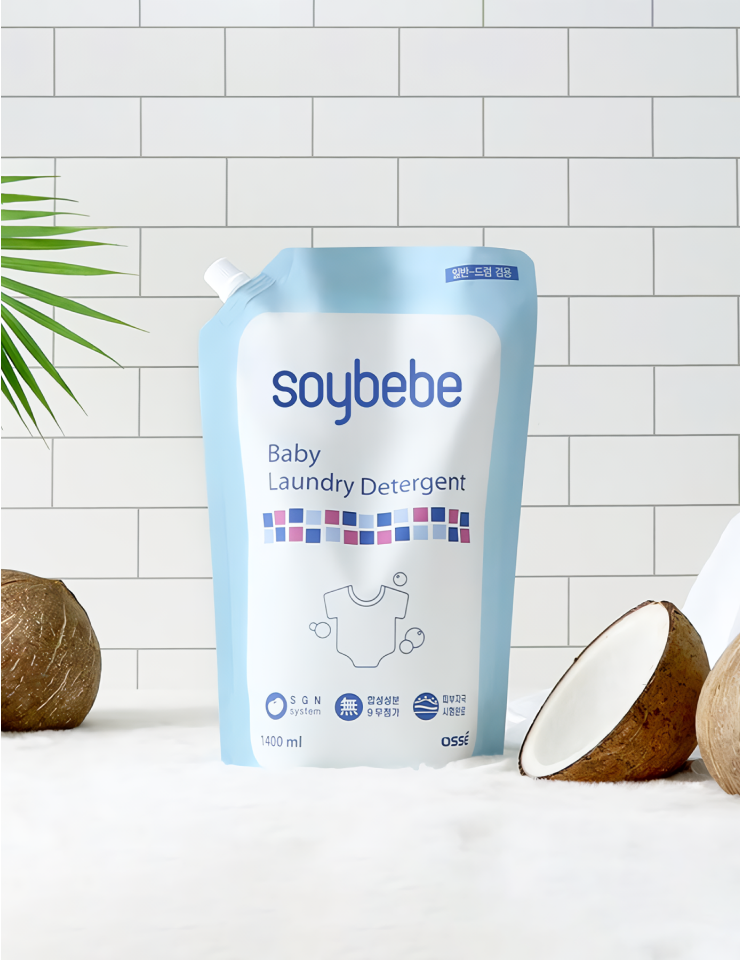 일반-드럼 겸용
soybebe
Baby
Laundry Detergent
S G N
system
無
합성성분
9 무첨가
피부자극
시험완료
1400 ml
ossé